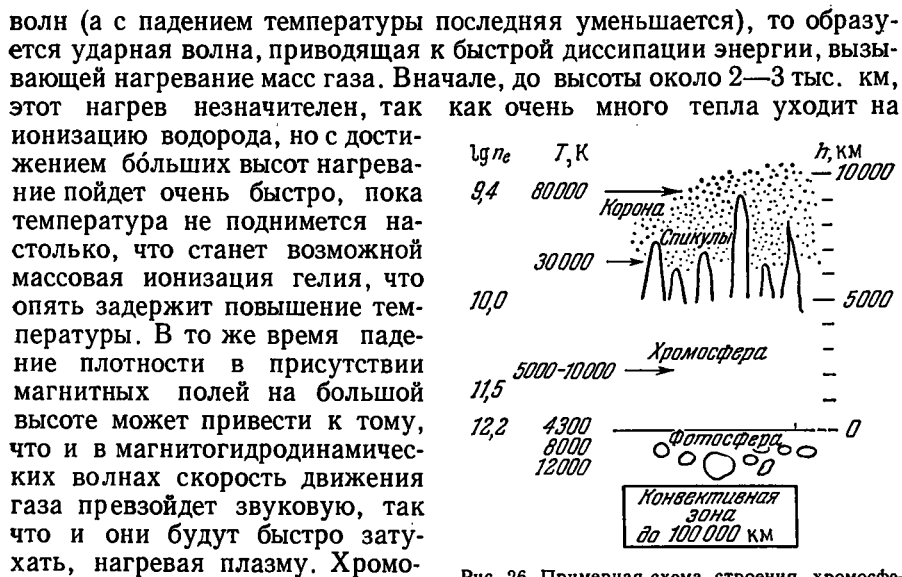 волн (а с падением температуры последняя уменьшается), то образу-
ется ударная волна, приводящая к быстрой диссипации энергии, вызы-
вающей нагревание масс газа. Вначале, до высоты около 2—3 тыс. км,
этот нагрев незначителен, так как очень много тепла уходит на
ионизацию водорода, но с дости-
жением бо́льших высот нагрева-
ние пойдет очень быстро, пока
температура не поднимется на-
столько, что станет возможной
массовая ионизация гелия, что
опять задержит повышение тем-
пературы. В то же время паде-
ние плотности в присутствии
магнитных полей на большой
высоте может привести к тому,
что и в магнитогидродинамичес-
ких волнах скорость движения
газа превзойдет звуковую, так
что и они будут быстро зату-
хать, нагревая плазму. Хромо-
lg nₑ T, К h, км
10000
9,4 80000
Корона
Спикулы
30000
10,0 5000
Хромосфера
5000-10000
11,5
12,2 4300 0
8000 Фотосфера
12000
Конвективная
зона
до 100000 км
Рис. 26. Примерная схема строения хромосфе-